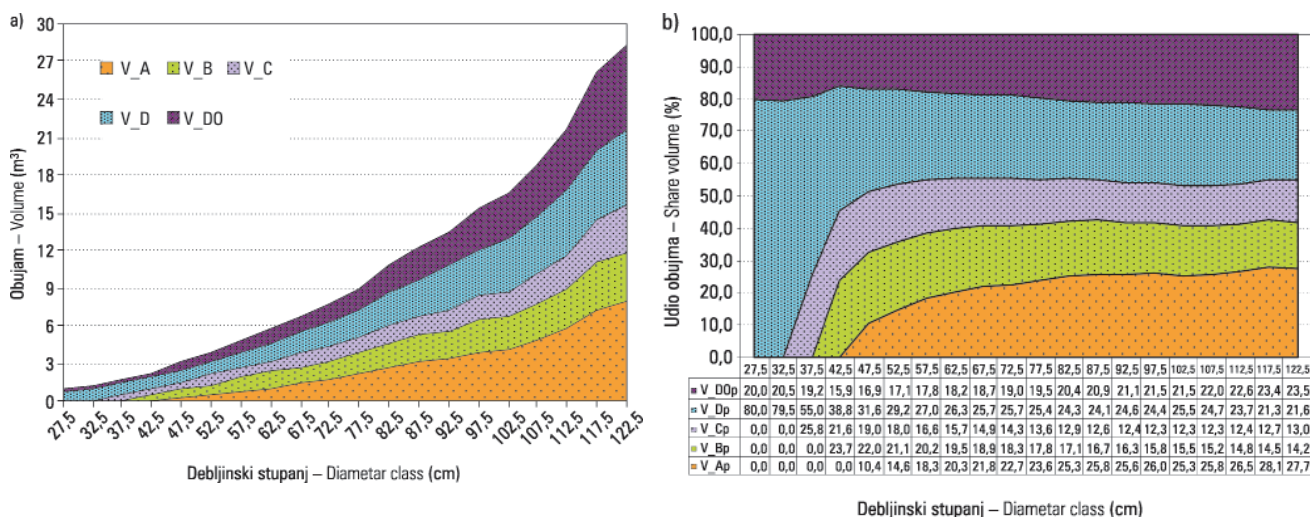 a)
30
27
24
21
18
15
12
9
6
3
0
Obujam – Volume (m³)
V_A V_B V_C
V_D V_DO
27,5 32,5 37,5 42,5 47,5 52,5 57,5 62,5 67,5 72,5 77,5 82,5 87,5 92,5 97,5 102,5 107,5 112,5 117,5 122,5
Debljinski stupanj – Diametar class (cm)
b)
100,0
90,0
80,0
70,0
60,0
50,0
40,0
30,0
20,0
10,0
0,0
Udio obujma – Share volume (%)
27,5 32,5 37,5 42,5 47,5 52,5 57,5 62,5 67,5 72,5 77,5 82,5 87,5 92,5 97,5 102,5 107,5 112,5 117,5 122,5
V_DOp 20,0 20,5 19,2 15,9 16,9 17,1 17,8 18,2 18,7 19,0 19,5 20,4 20,9 21,1 21,5 21,5 22,0 22,6 23,4 23,5
V_Dp 80,0 79,5 55,0 38,8 31,6 29,2 27,0 26,3 25,7 25,7 25,4 24,3 24,1 24,6 24,4 25,5 24,7 23,7 21,3 21,6
V_Cp 0,0 0,0 25,8 21,6 19,0 18,0 16,6 15,7 14,9 14,3 13,6 12,9 12,6 12,4 12,3 12,3 12,3 12,4 12,7 13,0
V_Bp 0,0 0,0 0,0 23,7 22,0 21,1 20,2 19,5 18,9 18,3 17,8 17,1 16,7 16,3 15,8 15,5 15,2 14,8 14,5 14,2
V_Ap 0,0 0,0 0,0 0,0 10,4 14,6 18,3 20,3 21,8 22,7 23,6 25,3 25,8 25,6 26,0 25,3 25,8 26,5 28,1 27,7
Debljinski stupanj – Diametar class (cm)